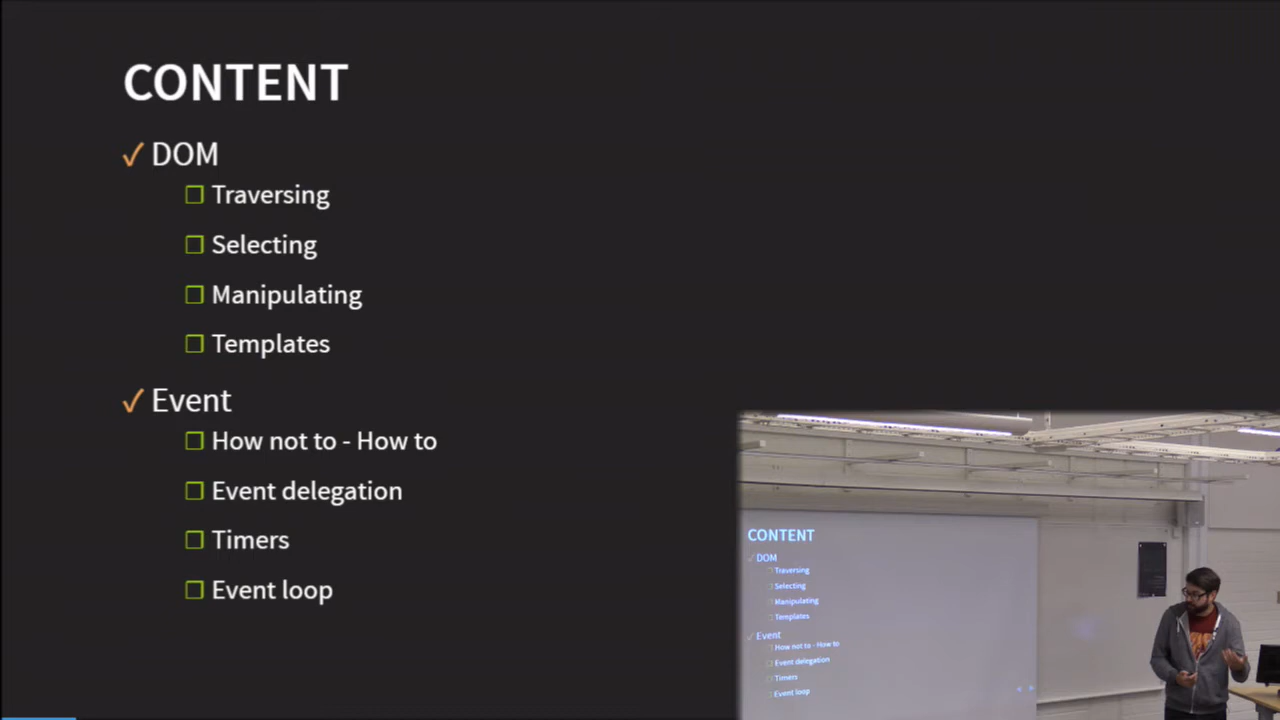 CONTENT
✓ DOM
❒ Traversing
❒ Selecting
❒ Manipulating
❒ Templates
✓ Event
❒ How not to - How to
❒ Event delegation
❒ Timers
❒ Event loop
CONTENT
✓ DOM
❒ Traversing
❒ Selecting
❒ Manipulating
❒ Templates
✓ Event
❒ How not to - How to
❒ Event delegation
❒ Timers
❒ Event loop